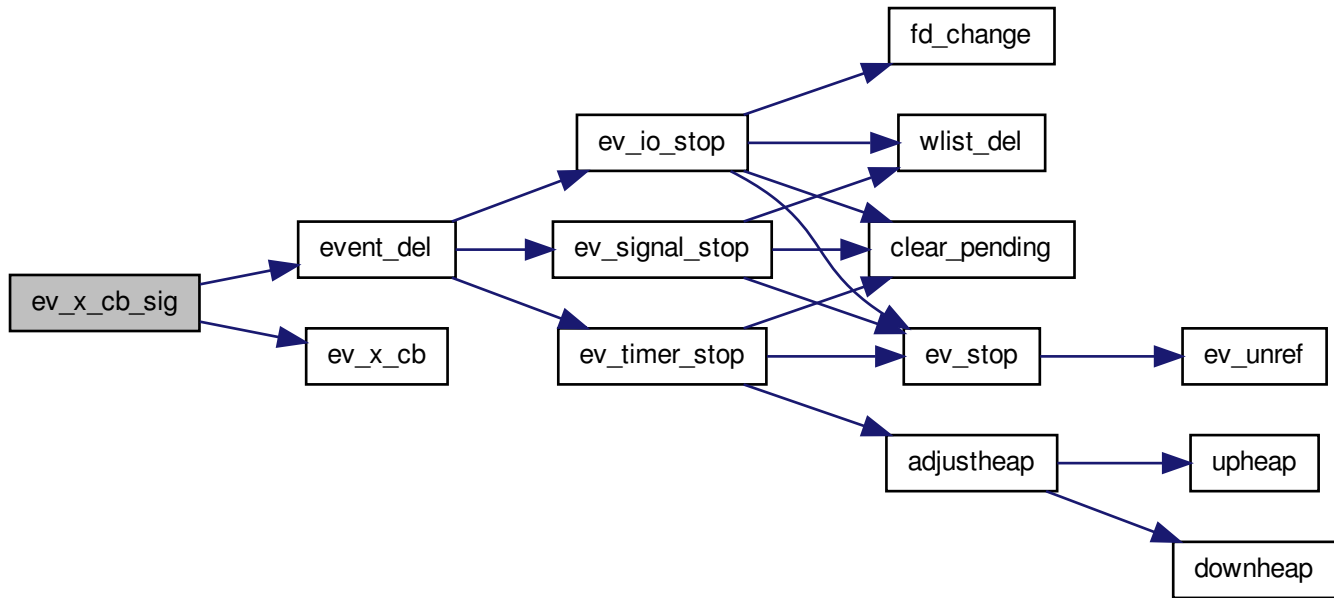 fd_change
ev_io_stop
wlist_del
event_del
ev_signal_stop
clear_pending
ev_x_cb_sig
ev_x_cb
ev_timer_stop
ev_stop
ev_unref
adjustheap
upheap
downheap